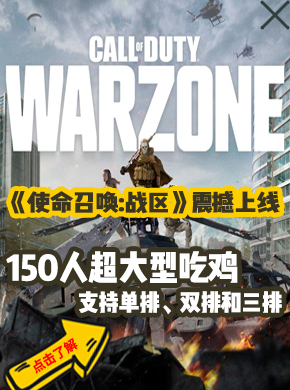 CALL OF DUTY
WARZONE
《使命召唤:战区》震撼上线
150人超大型吃鸡
支持单排、双排和三排
点击了解